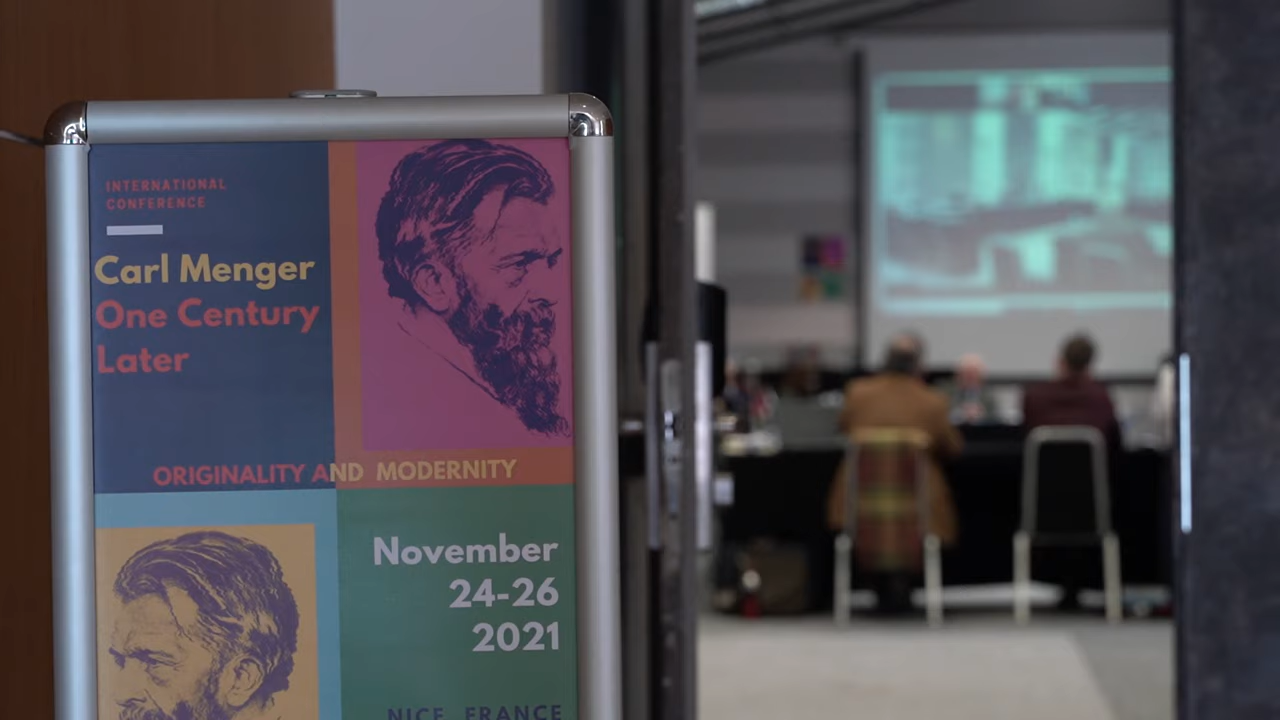 INTERNATIONAL
CONFERENCE
Carl Menger
One Century
Later
ORIGINALITY AND MODERNITY
November
24-26
2021
NICE, FRANCE